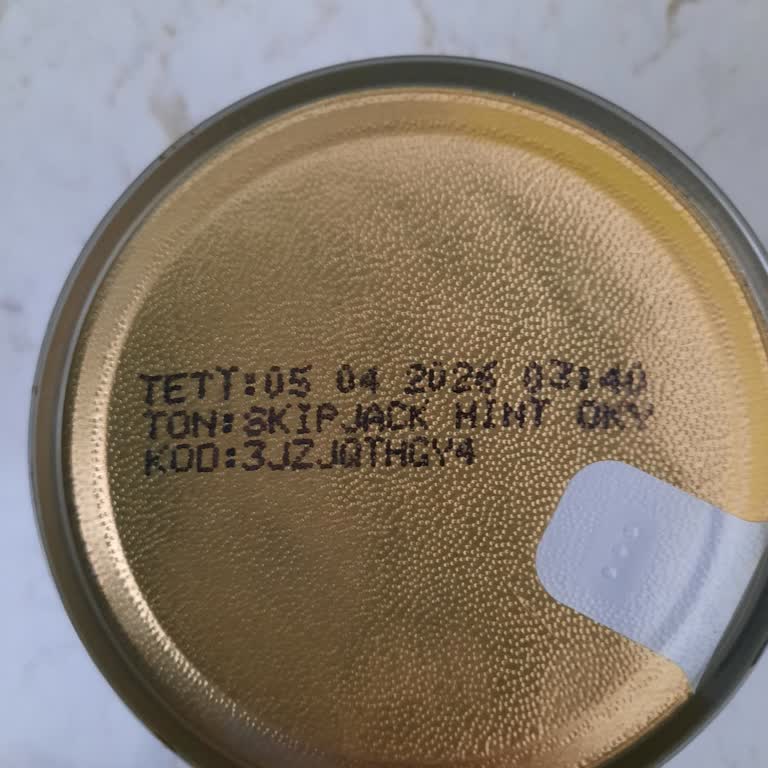 TETT:05 04 2026 03:40
TON:SKIPJACK HINT OKY
KOD:3JZJQTHGY4